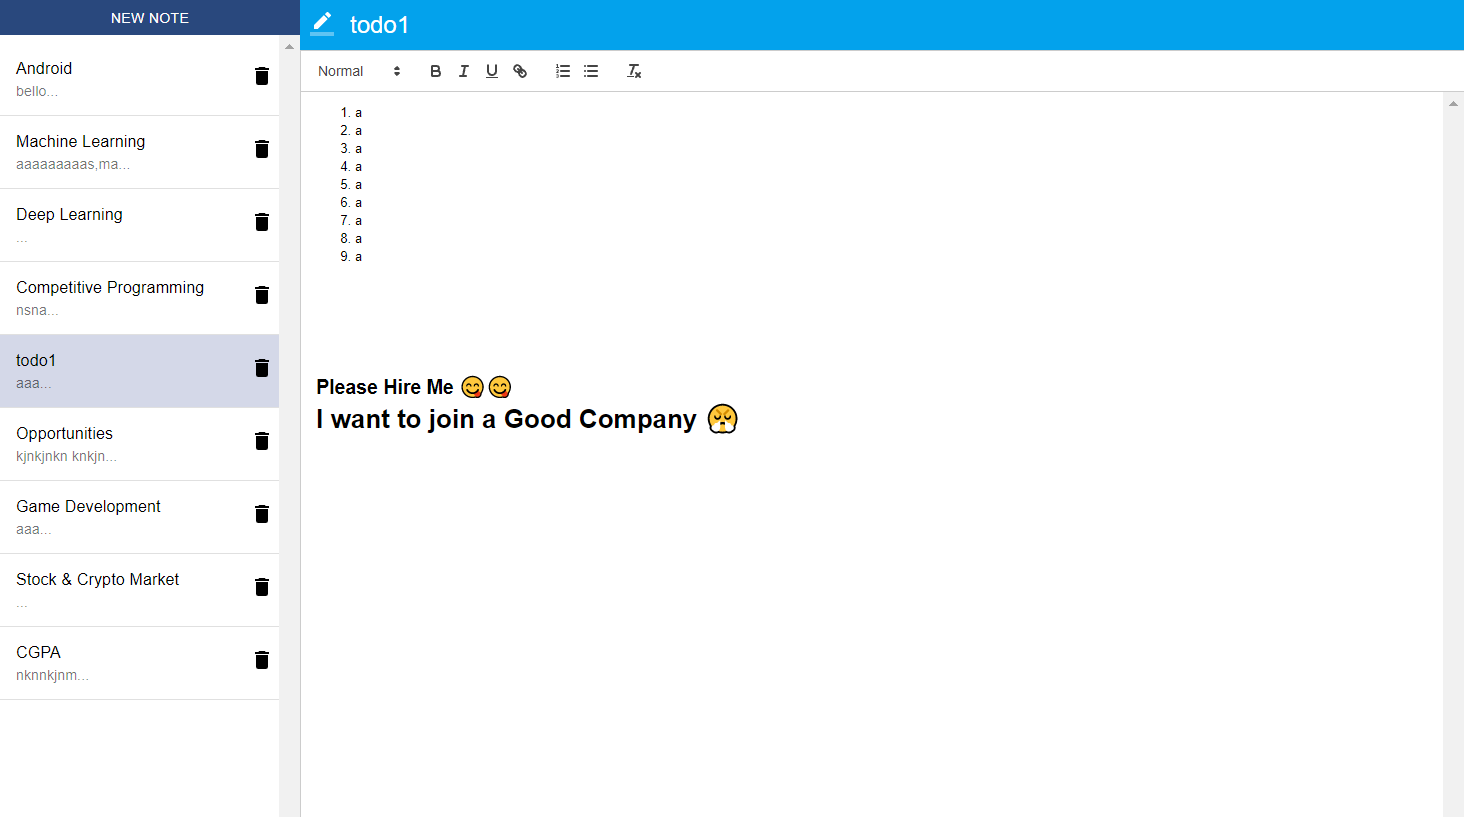 NEW NOTE
Android
bello...
Machine Learning
aaaaaaaaas,ma...
Deep Learning
...
Competitive Programming
nsna...
todo1
aaa...
Opportunities
kjnkjnkn knkjn...
Game Development
aaa...
Stock & Crypto Market
...
CGPA
nknnkjnm...
todo1
Normal
1. a
2. a
3. a
4. a
5. a
6. a
7. a
8. a
9. a
Please Hire Me 😋😋
I want to join a Good Company 😤